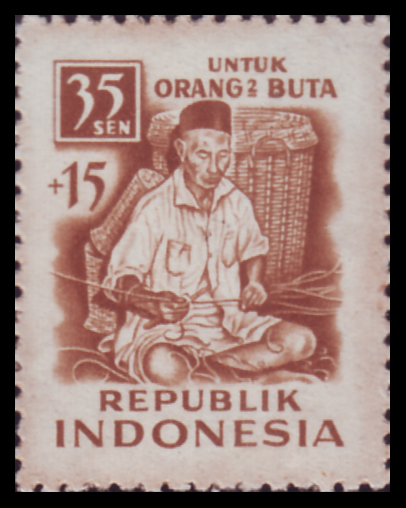 35
SEN
+15
UNTUK
ORANG2 BUTA
REPUBLIK
INDONESIA